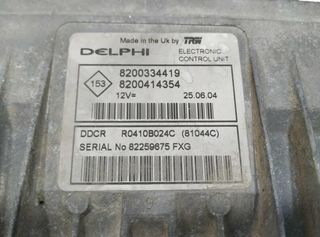 Made in the Uk by TRW
DELPHI ELECTRONIC CONTROL UNIT
153 8200334419
8200414354
12V= 25.06.04
DDCR R0410B024C (81044C)
SERIAL No 82259675 FXG